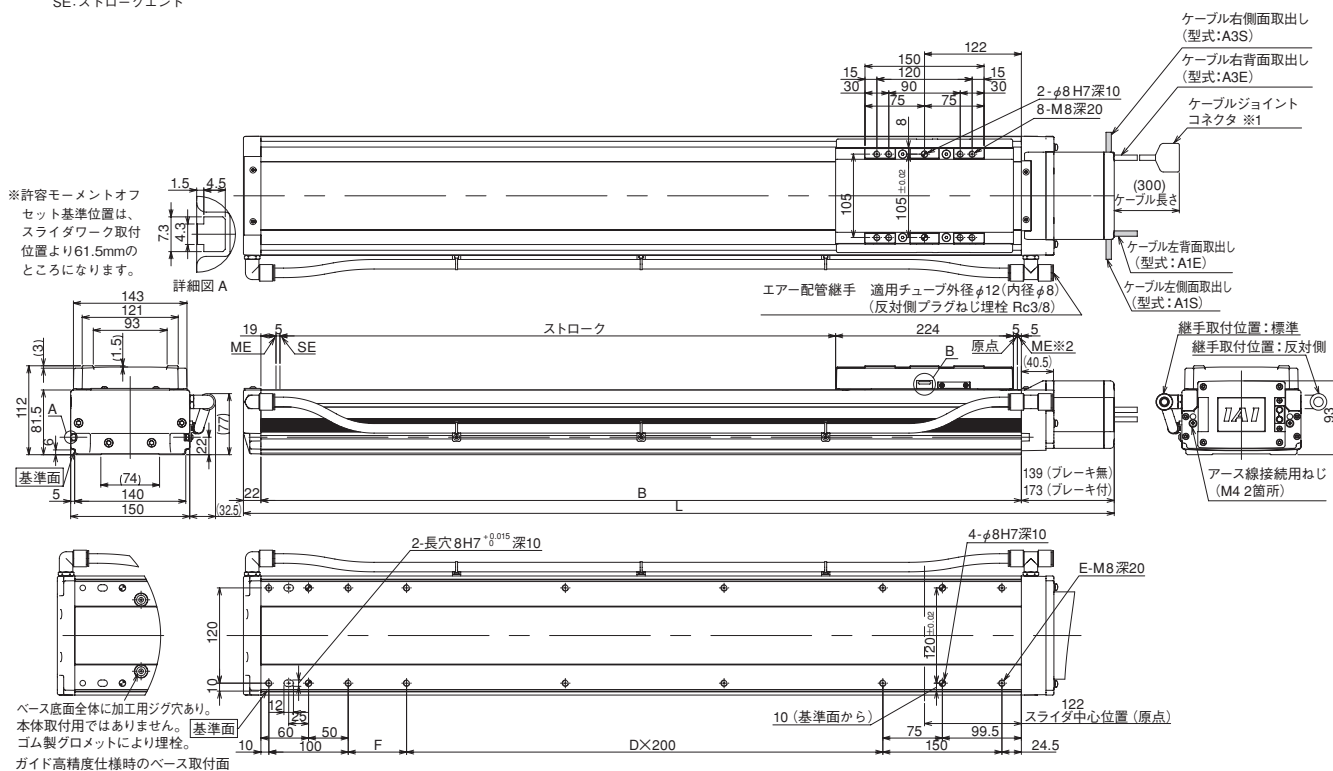 SE:ストロークエンド
ケーブル右側面取出し
(型式:A3S)
122
150
15
120
15
ケーブル右背面取出し
(型式:A3E)
30
90
30
75
75
2-φ8H7深10
8-M8深20
ケーブルジョイント
コネクタ ※1
8
※許容モーメントオフ
セット基準位置は、
スライダワーク取付
位置より61.5mmの
ところになります。
1.5
4.5
7.3
4.3
詳細図 A
105
105±0.02
(300)
ケーブル長さ
ケーブル左背面取出し
(型式:A1E)
ケーブル左側面取出し
(型式:A1S)
エアー配管継手 適用チューブ外径φ12(内径φ8)
(反対側プラグねじ埋栓 Rc3/8)
143
121
93
(3)
(1.5)
112
81.5
A
6
(77)
22
基準面
(74)
5
140
150
(32.5)
19
5
ME
SE
ストローク
224
5
5
原点
ME※2
B
(40.5)
22
B
139(ブレーキ無)
173(ブレーキ付)
L
継手取付位置:標準
継手取付位置:反対側
IAI
93
アース線接続用ねじ
(M4 2箇所)
2-長穴8H7 +0.015 0 深10
4-φ8H7深10
E-M8深20
120
120±0.02
10
12
25
60
50
10
100
F
D×200
10(基準面から)
75
99.5
150
24.5
122
スライダ中心位置(原点)
ベース底面全体に加工用ジグ穴あり。
本体取付用ではありません。
ゴム製グロメットにより埋栓。
基準面
ガイド高精度仕様時のベース取付面